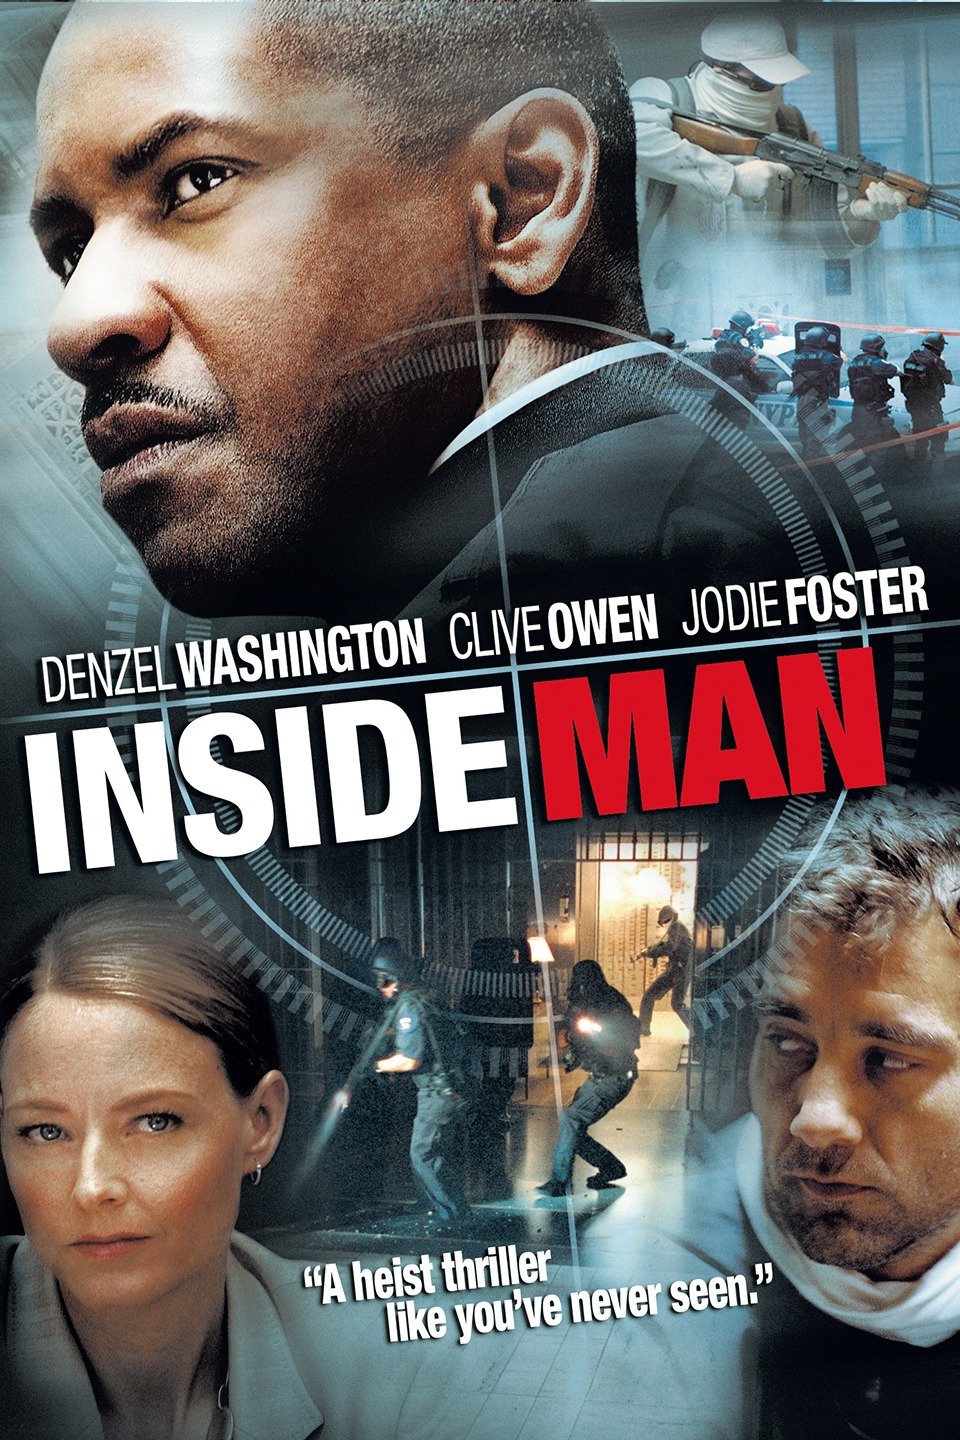 DENZEL WASHINGTON CLIVE OWEN JODIE FOSTER
INSIDE MAN
“A heist thriller
like you’ve never seen.”